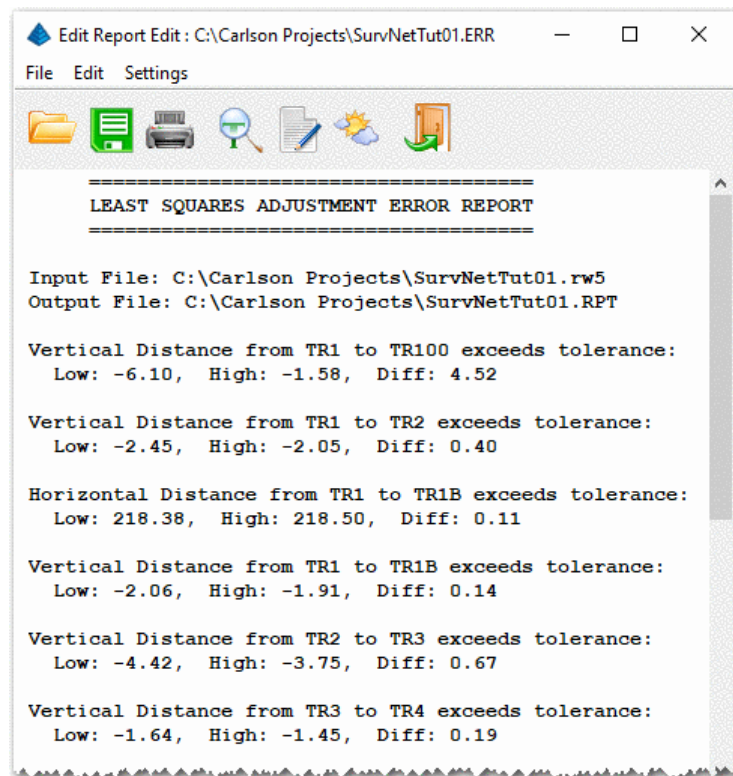 Edit Report Edit : C:\Carlson Projects\SurvNetTut01.ERR
File Edit Settings
=====================================
LEAST SQUARES ADJUSTMENT ERROR REPORT
=====================================
Input File: C:\Carlson Projects\SurvNetTut01.rw5
Output File: C:\Carlson Projects\SurvNetTut01.RPT
Vertical Distance from TR1 to TR100 exceeds tolerance:
Low: -6.10, High: -1.58, Diff: 4.52
Vertical Distance from TR1 to TR2 exceeds tolerance:
Low: -2.45, High: -2.05, Diff: 0.40
Horizontal Distance from TR1 to TR1B exceeds tolerance:
Low: 218.38, High: 218.50, Diff: 0.11
Vertical Distance from TR1 to TR1B exceeds tolerance:
Low: -2.06, High: -1.91, Diff: 0.14
Vertical Distance from TR2 to TR3 exceeds tolerance:
Low: -4.42, High: -3.75, Diff: 0.67
Vertical Distance from TR3 to TR4 exceeds tolerance:
Low: -1.64, High: -1.45, Diff: 0.19